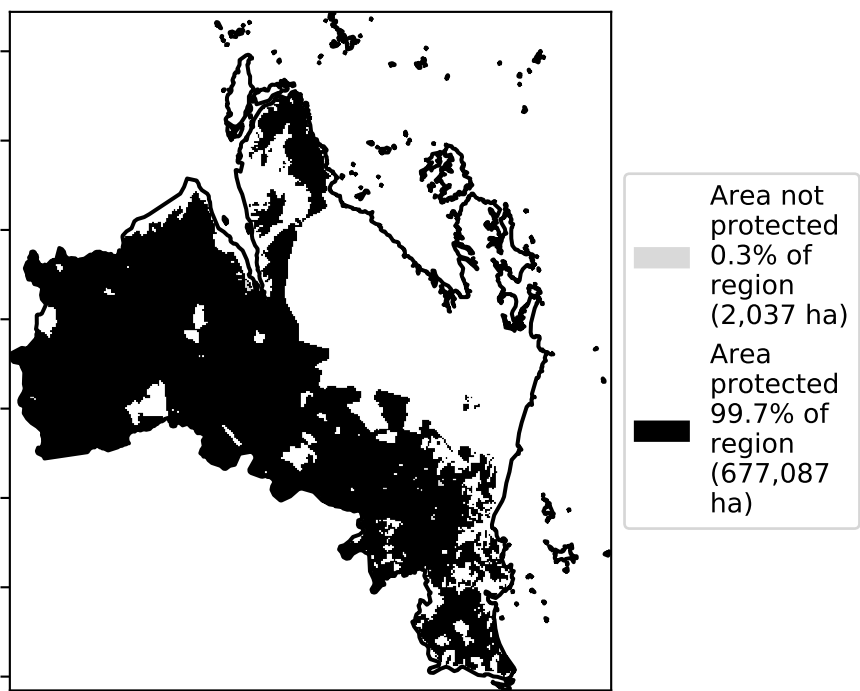 Area not
protected
0.3% of
region
(2,037 ha)
Area
protected
99.7% of
region
(677,087
ha)